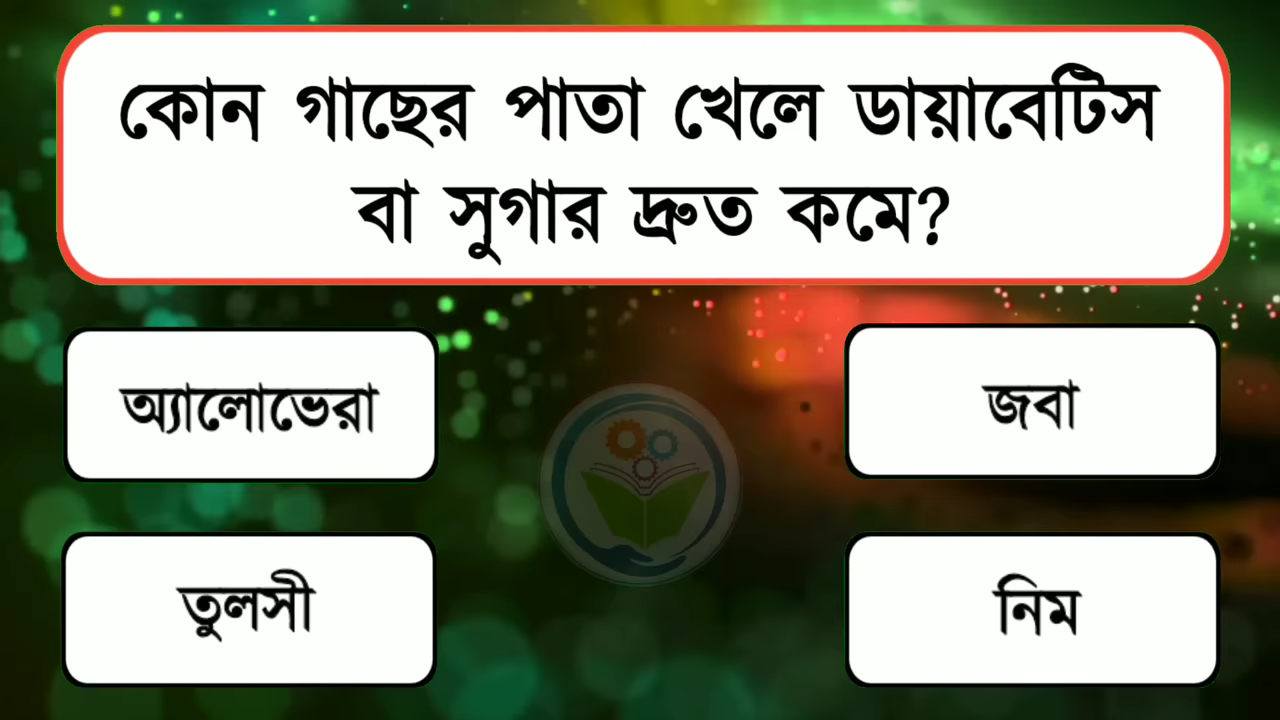 কোন গাছের পাতা খেলে ডায়াবেটিস
বা সুগার দ্রুত কমে?
অ্যালোভেরা
জবা
তুলসী
নিম